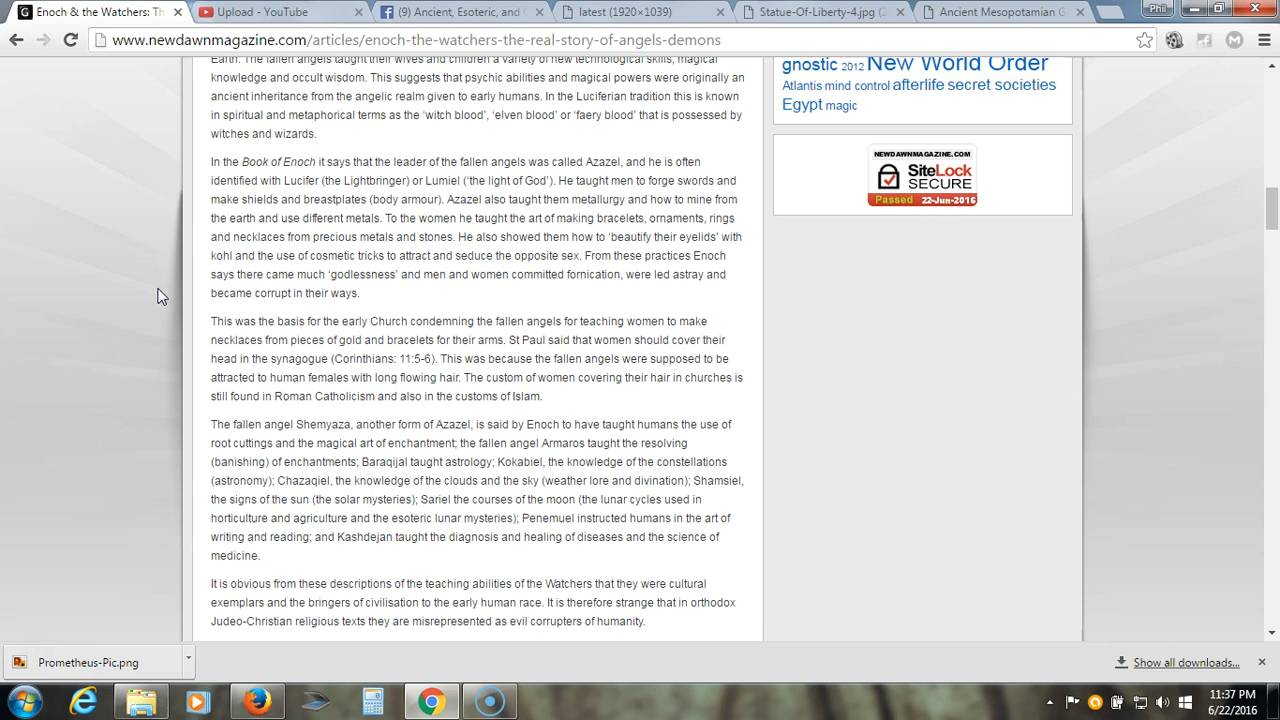 Enoch & the Watchers: Th
Upload - YouTube
(9) Ancient, Esoteric, and
latest (1920×1039)
Statue-Of-Liberty-4.jpg (2
Ancient Mesopotamian G
Phil
www.newdawnmagazine.com/articles/enoch-the-watchers-the-real-story-of-angels-demons
Earth. The fallen angels taught their wives and children a variety of new technological skills, magical
knowledge and occult wisdom. This suggests that psychic abilities and magical powers were originally an
ancient inheritance from the angelic realm given to early humans. In the Luciferian tradition this is known
in spiritual and metaphorical terms as the ‘witch blood’, ‘elven blood’ or ‘faery blood’ that is possessed by
witches and wizards.
In the Book of Enoch it says that the leader of the fallen angels was called Azazel, and he is often
identified with Lucifer (the Lightbringer) or Lumiel (‘the light of God’). He taught men to forge swords and
make shields and breastplates (body armour). Azazel also taught them metallurgy and how to mine from
the earth and use different metals. To the women he taught the art of making bracelets, ornaments, rings
and necklaces from precious metals and stones. He also showed them how to ‘beautify their eyelids’ with
kohl and the use of cosmetic tricks to attract and seduce the opposite sex. From these practices Enoch
says there came much ‘godlessness’ and men and women committed fornication, were led astray and
became corrupt in their ways.
This was the basis for the early Church condemning the fallen angels for teaching women to make
necklaces from pieces of gold and bracelets for their arms. St Paul said that women should cover their
head in the synagogue (Corinthians: 11:5-6). This was because the fallen angels were supposed to be
attracted to human females with long flowing hair. The custom of women covering their hair in churches is
still found in Roman Catholicism and also in the customs of Islam.
The fallen angel Shemyaza, another form of Azazel, is said by Enoch to have taught humans the use of
root cuttings and the magical art of enchantment; the fallen angel Armaros taught the resolving
(banishing) of enchantments; Baraqijal taught astrology; Kokabiel, the knowledge of the constellations
(astronomy); Chazaqiel, the knowledge of the clouds and the sky (weather lore and divination); Shamsiel,
the signs of the sun (the solar mysteries); Sariel the courses of the moon (the lunar cycles used in
horticulture and agriculture and the esoteric lunar mysteries); Penemuel instructed humans in the art of
writing and reading; and Kashdejan taught the diagnosis and healing of diseases and the science of
medicine.
It is obvious from these descriptions of the teaching abilities of the Watchers that they were cultural
exemplars and the bringers of civilisation to the early human race. It is therefore strange that in orthodox
Judeo-Christian religious texts they are misrepresented as evil corrupters of humanity.
gnostic 2012 New World Order
Atlantis mind control afterlife secret societies
Egypt magic
NEWDAWNMAGAZINE.COM
SiteLock
SECURE
Passed 22-Jun-2016
Prometheus-Pic.png
Show all downloads...
11:37 PM
6/22/2016